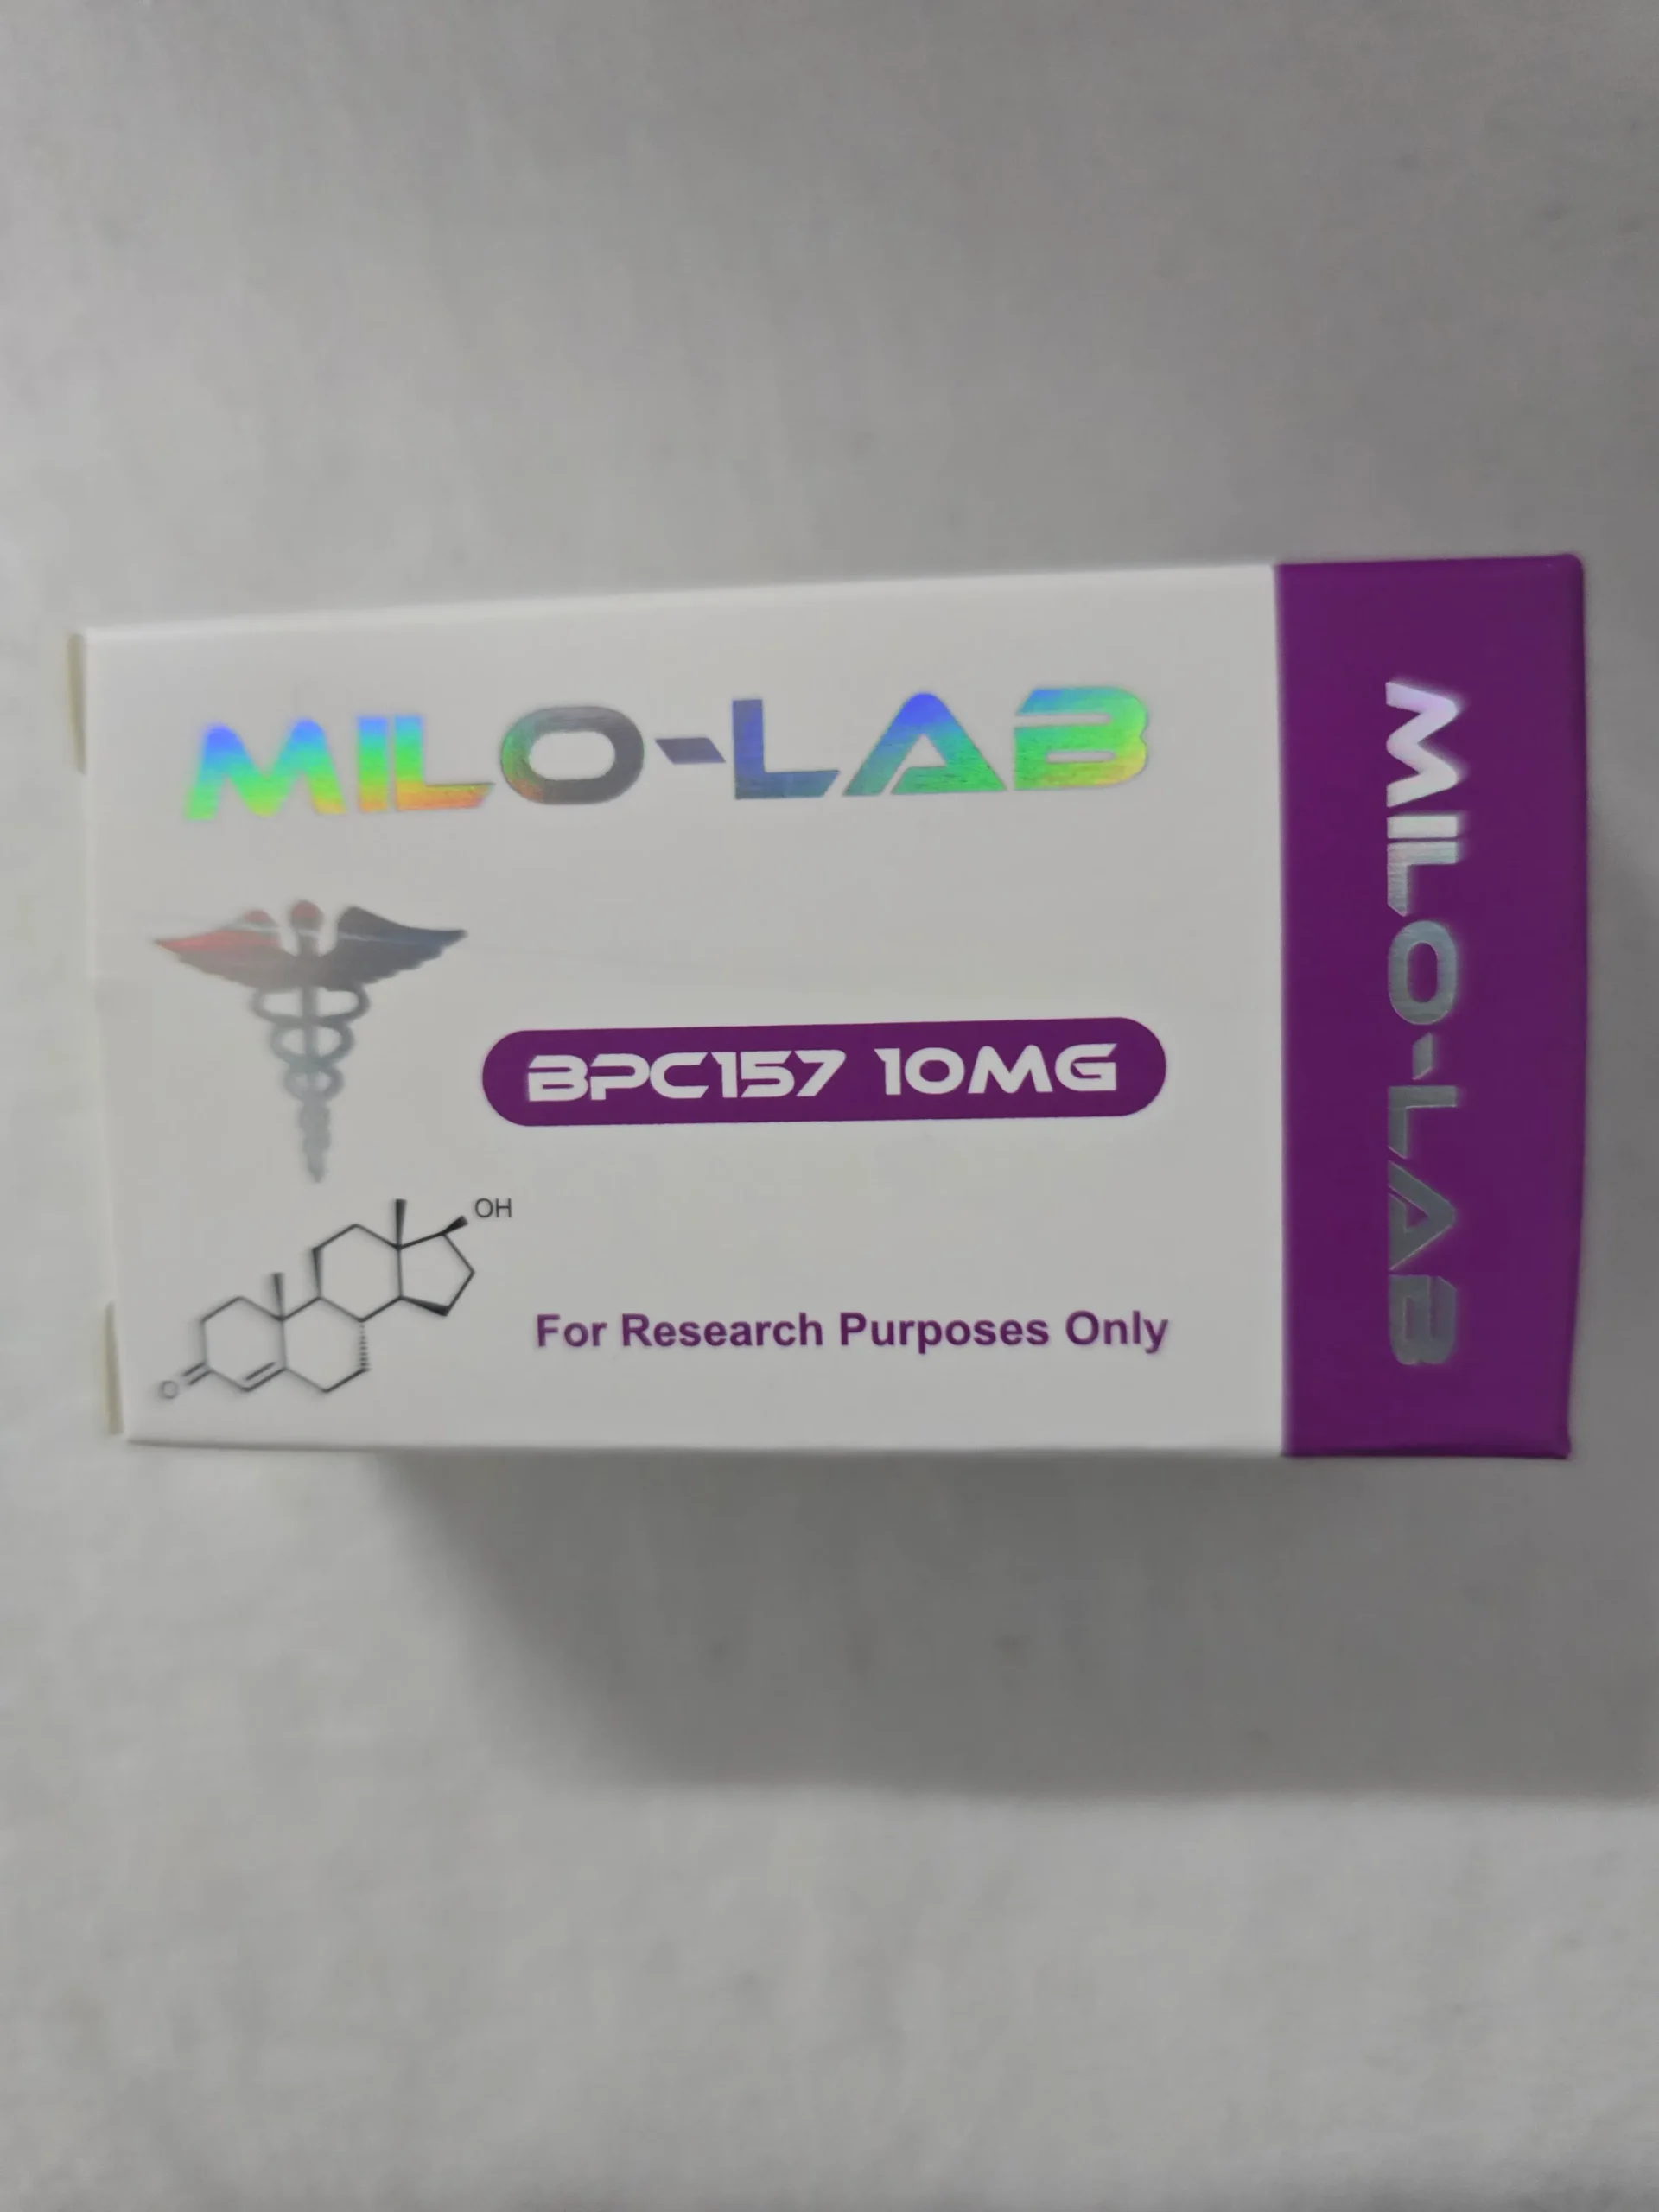 MILO-LAB
BPC157 10MG
OH
O
For Research Purposes Only
MILO-LAB